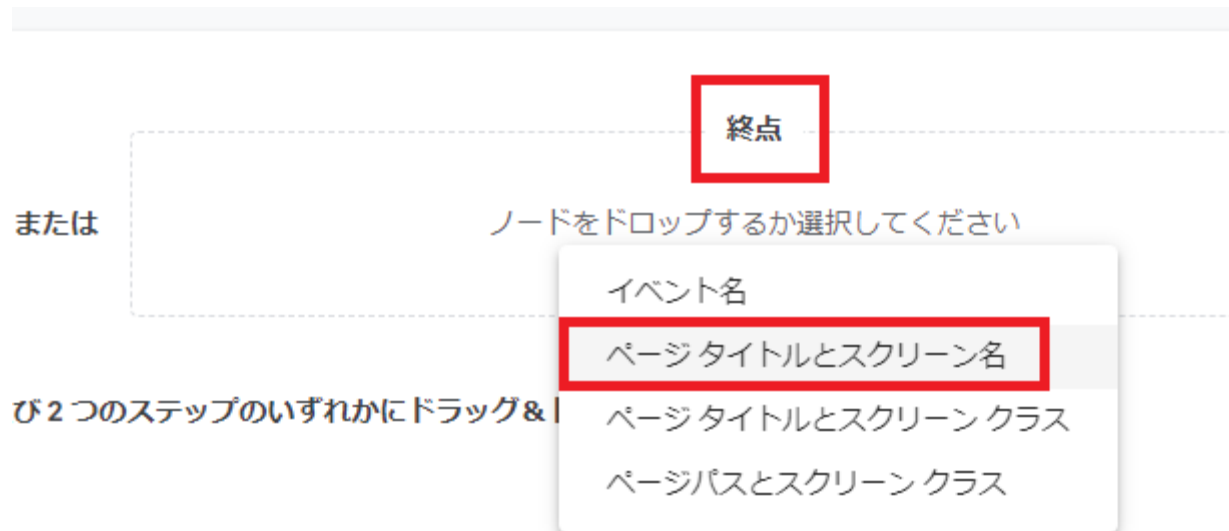 終点
または
ノードをドロップするか選択してください
イベント名
ページ タイトルとスクリーン名
び 2 つのステップのいずれかにドラッグ&
ページ タイトルとスクリーン クラス
ページパスとスクリーン クラス